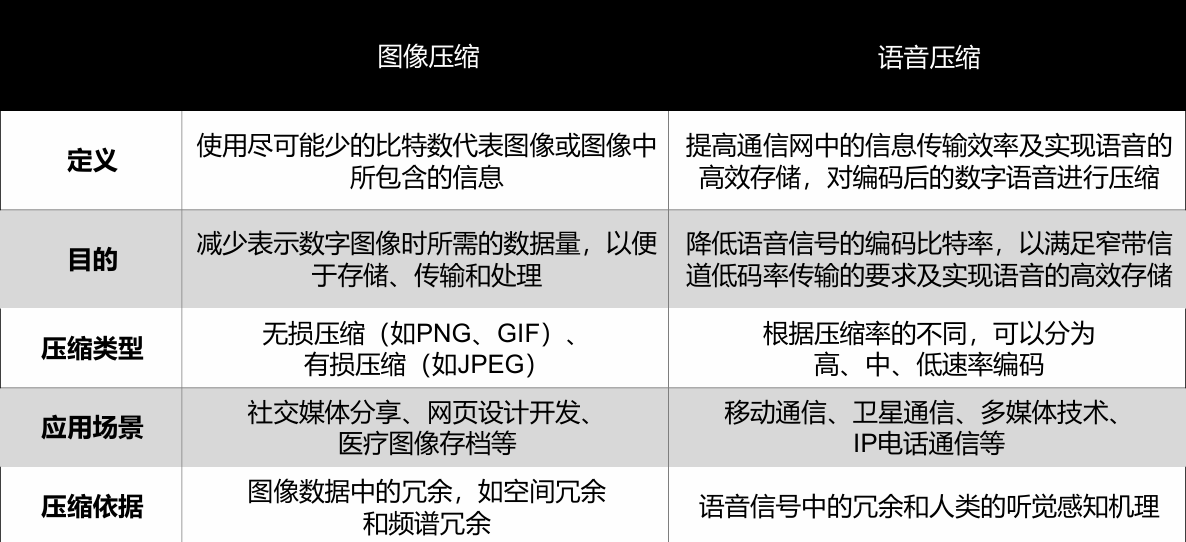 图像压缩
语音压缩
定义
使用尽可能少的比特数代表图像或图像中
所包含的信息
提高通信网中的信息传输效率及实现语音的
高效存储，对编码后的数字语音进行压缩
目的
减少表示数字图像时所需的数据量，以便
于存储、传输和处理
降低语音信号的编码比特率，以满足窄带信
道低码率传输的要求及实现语音的高效存储
压缩类型
无损压缩（如PNG、GIF）、
有损压缩（如JPEG）
根据压缩率的不同，可以分为
高、中、低速率编码
应用场景
社交媒体分享、网页设计开发、
医疗图像存档等
移动通信、卫星通信、多媒体技术、
IP电话通信等
压缩依据
图像数据中的冗余，如空间冗余
和频谱冗余
语音信号中的冗余和人类的听觉感知机理